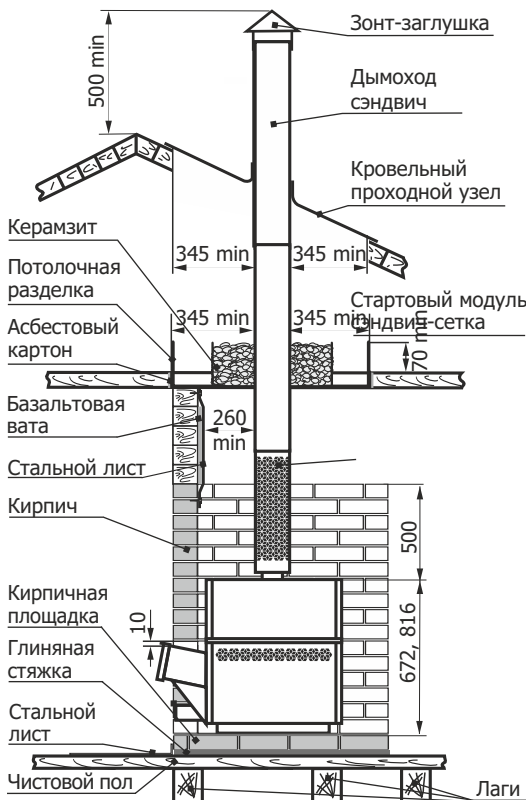 500 min
Зонт-заглушка
Дымоход
сэндвич
Кровельный
проходной узел
Керамзит
345 min
345 min
Потолочная
разделка
Стартовый модуль
сэндвич-сетка
345 min
345 min
70 min
Асбестовый
картон
Базальтовая
вата
260
min
Стальной лист
Кирпич
500
Кирпичная
площадка
10
672, 816
Глиняная
стяжка
Стальной
лист
Чистовой пол
Лаги